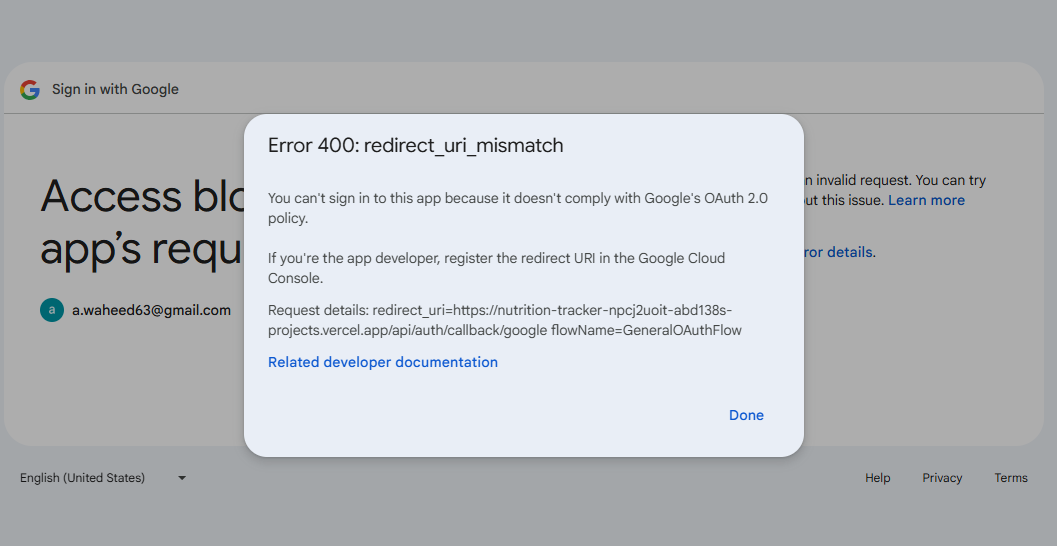 Sign in with Google
Error 400: redirect_uri_mismatch
You can't sign in to this app because it doesn't comply with Google's OAuth 2.0
policy.
If you're the app developer, register the redirect URI in the Google Cloud
Console.
Request details: redirect_uri=https://nutrition-tracker-npcj2uoit-abd138s-
projects.vercel.app/api/auth/callback/google flowName=GeneralOAuthFlow
Related developer documentation
Done
Access
app's
a
a.waheed63@gmail.com
invalid request. You can try
this issue. Learn more
details.
English (United States)
Help Privacy Terms